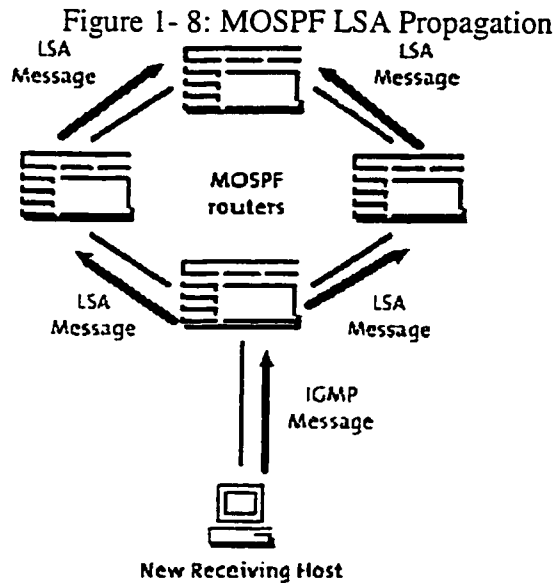 Figure 1- 8: MOSPF LSA Propagation
LSA
Message
LSA
Message
MOSPF
routers
LSA
Message
LSA
Message
IGMP
Message
New Receiving Host